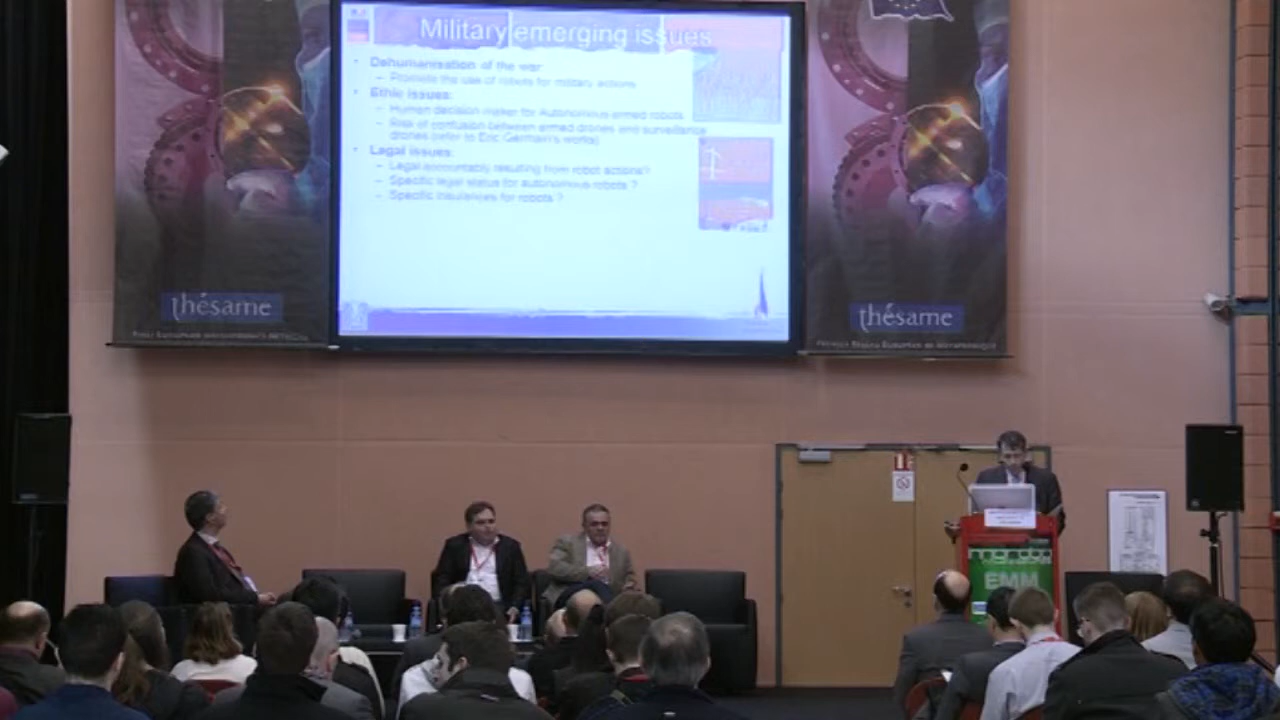 Military emerging issues
• Dehumanisation of the war:
– Promote the use of robots for military actions
• Ethic issues:
– Human decision maker for Autonomous armed robots
– Risk of confusion between armed drones and surveillance
drones (refer to Eric Germain's works)
• Legal issues:
– Legal accountably resulting from robot actions?
– Specific legal status for autonomous robots ?
– Specific insurances for robots ?
thésame
thésame
EMM